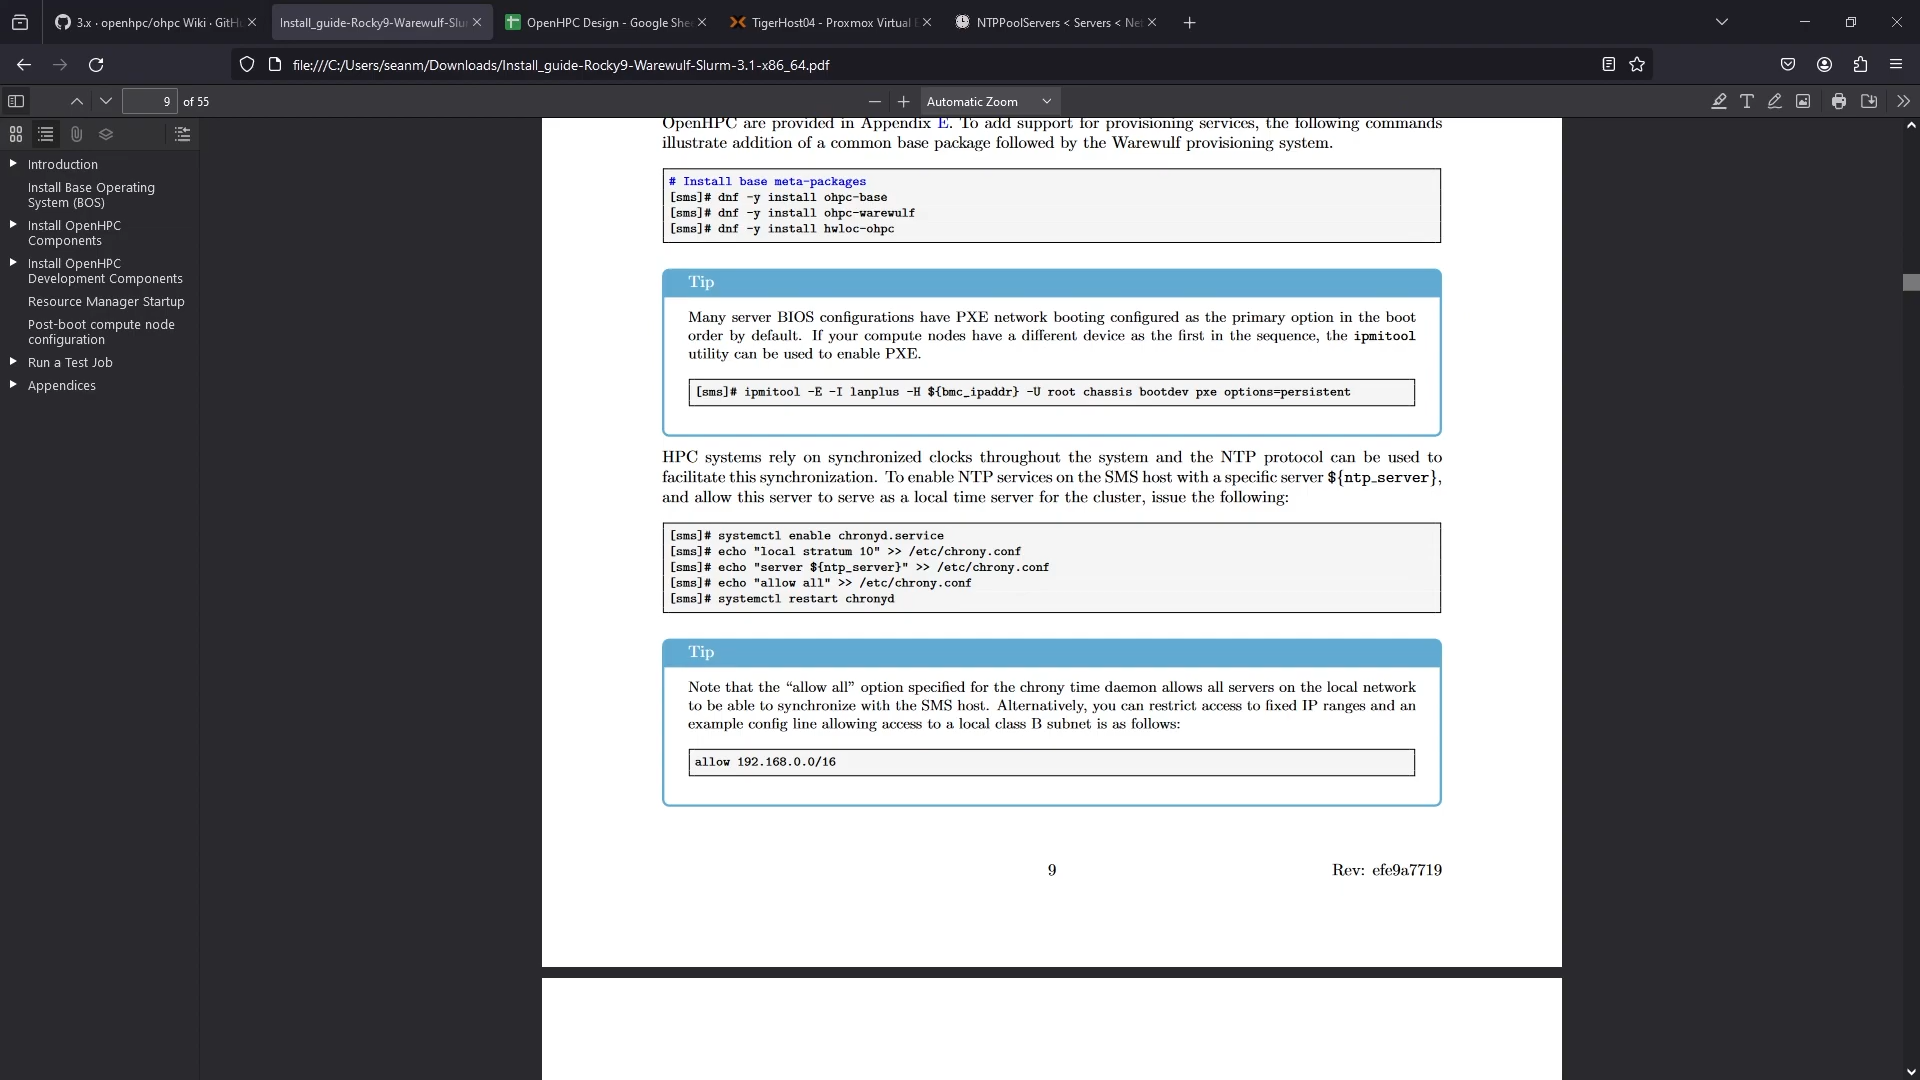 3.x · openhpc/ohpc Wiki · GitH
Install_guide-Rocky9-Warewulf-Slu
OpenHPC Design - Google She
TigerHost04 - Proxmox Virtual E
NTPPoolServers < Servers < Net
file:///C:/Users/seanm/Downloads/Install_guide-Rocky9-Warewulf-Slurm-3.1-x86_64.pdf
9 of 55
Automatic Zoom
Introduction
Install Base Operating
System (BOS)
Install OpenHPC
Components
Install OpenHPC
Development Components
Resource Manager Startup
Post-boot compute node
configuration
Run a Test Job
Appendices
OpenHPC are provided in Appendix E. To add support for provisioning services, the following commands
illustrate addition of a common base package followed by the Warewulf provisioning system.
# Install base meta-packages
[sms]# dnf -y install ohpc-base
[sms]# dnf -y install ohpc-warewulf
[sms]# dnf -y install hwloc-ohpc
Tip
Many server BIOS configurations have PXE network booting configured as the primary option in the boot
order by default. If your compute nodes have a different device as the first in the sequence, the ipmitool
utility can be used to enable PXE.
[sms]# ipmitool -E -I lanplus -H ${bmc_ipaddr} -U root chassis bootdev pxe options=persistent
HPC systems rely on synchronized clocks throughout the system and the NTP protocol can be used to
facilitate this synchronization. To enable NTP services on the SMS host with a specific server ${ntp_server},
and allow this server to serve as a local time server for the cluster, issue the following:
[sms]# systemctl enable chronyd.service
[sms]# echo "local stratum 10" >> /etc/chrony.conf
[sms]# echo "server ${ntp_server}" >> /etc/chrony.conf
[sms]# echo "allow all" >> /etc/chrony.conf
[sms]# systemctl restart chronyd
Tip
Note that the “allow all” option specified for the chrony time daemon allows all servers on the local network
to be able to synchronize with the SMS host. Alternatively, you can restrict access to fixed IP ranges and an
example config line allowing access to a local class B subnet is as follows:
allow 192.168.0.0/16
9
Rev: efe9a7719